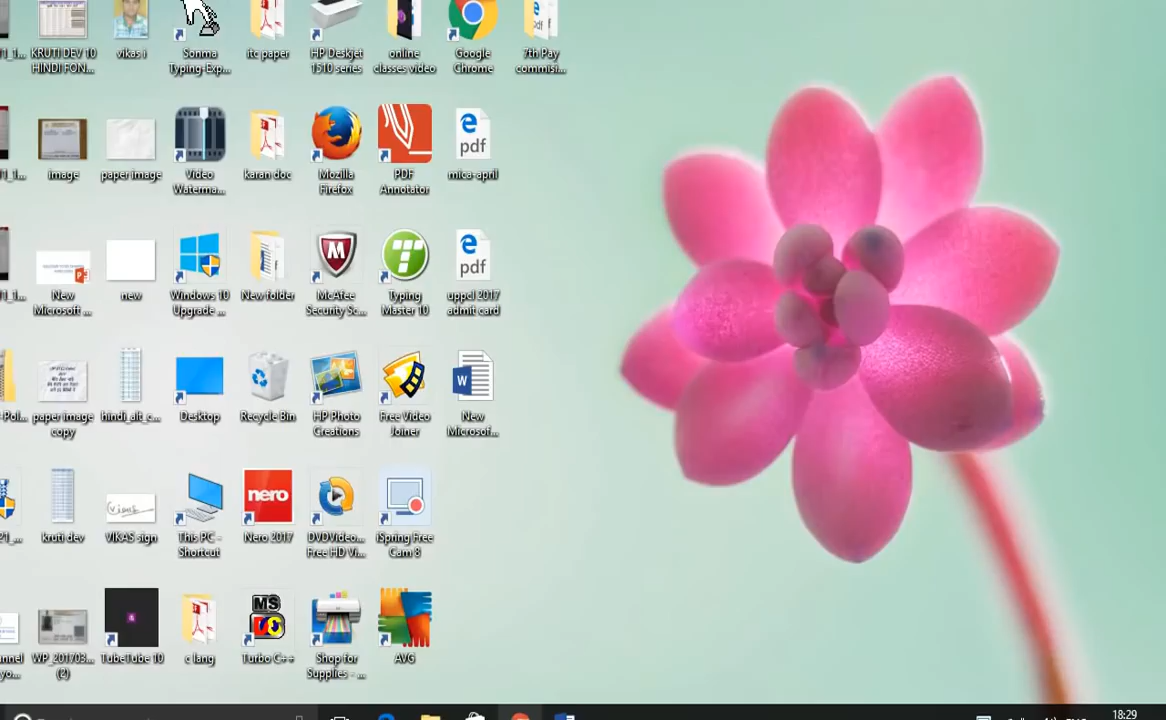 KRUTI DEV 10
HINDI FON...
vikas i
Sonma
Typing-Exp...
itc paper
HP Deskjet
1510 series
online
classes video
Google
Chrome
7th Pay
commisi...
image
paper image
Video
Waterma...
karan doc
Mozilla
Firefox
PDF
Annotator
pdf
mica-april
New
Microsoft ...
new
Windows 10
Upgrade ...
New folder
McAfee
Security Sc...
Typing
Master 10
pdf
uppcl 2017
admit card
paper image
copy
hindi_alt_c...
Desktop
Recycle Bin
HP Photo
Creations
Free Video
Joiner
New
Microsof...
kruti dev
VIKAS sign
This PC -
Shortcut
nero
Nero 2017
DVDVideo...
Free HD Vi...
iSpring Free
Cam 8
WP_201703...
(2)
TubeTube 10
c lang
MS
Turbo C++
Shop for
Supplies - ...
AVG
18:29